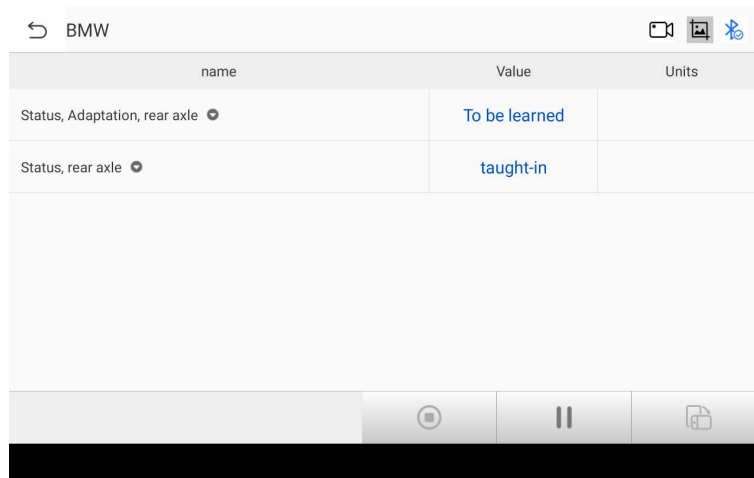 BMW
name Value Units
Status, Adaptation, rear axle To be learned
Status, rear axle taught-in